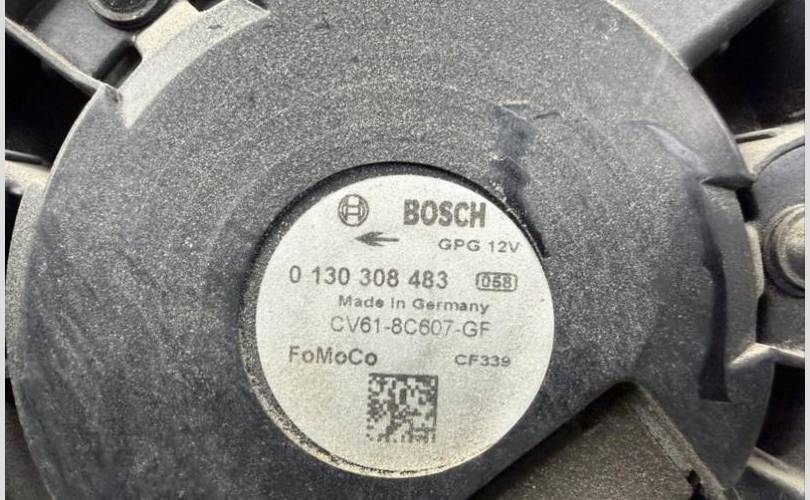 BOSCH
GPG 12V
0 130 308 483 058
Made in Germany
CV61-8C607-GF
FoMoCo CF339